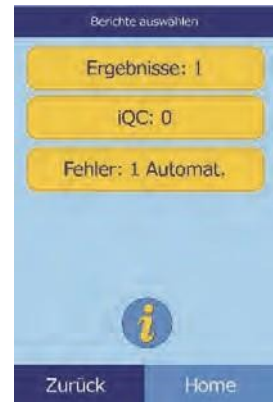 Berichte auswählen
Ergebnisse: 1
iQC: 0
Fehler: 1 Automat.
i
Zurück Home